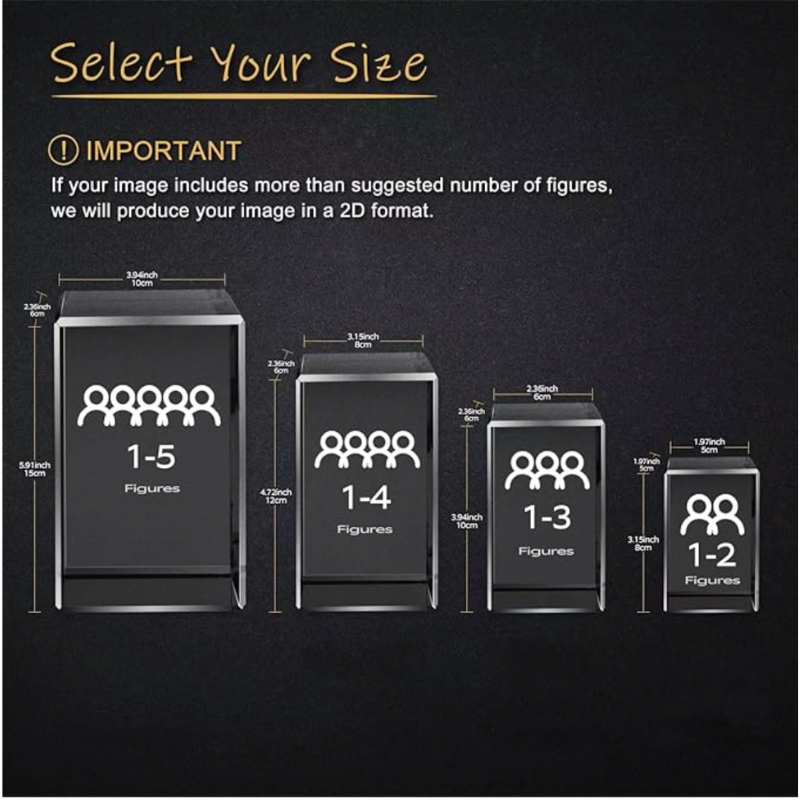 Select Your Size
! IMPORTANT
If your image includes more than suggested number of figures,
we will produce your image in a 2D format.
3.94inch
10cm
2.36inch
6cm
5.91inch
15cm
1-5
Figures
3.15inch
8cm
2.36inch
6cm
4.72inch
12cm
1-4
Figures
2.36inch
6cm
2.36inch
6cm
3.94inch
10cm
1-3
Figures
1.97inch
5cm
1.97inch
5cm
3.15inch
8cm
1-2
Figures